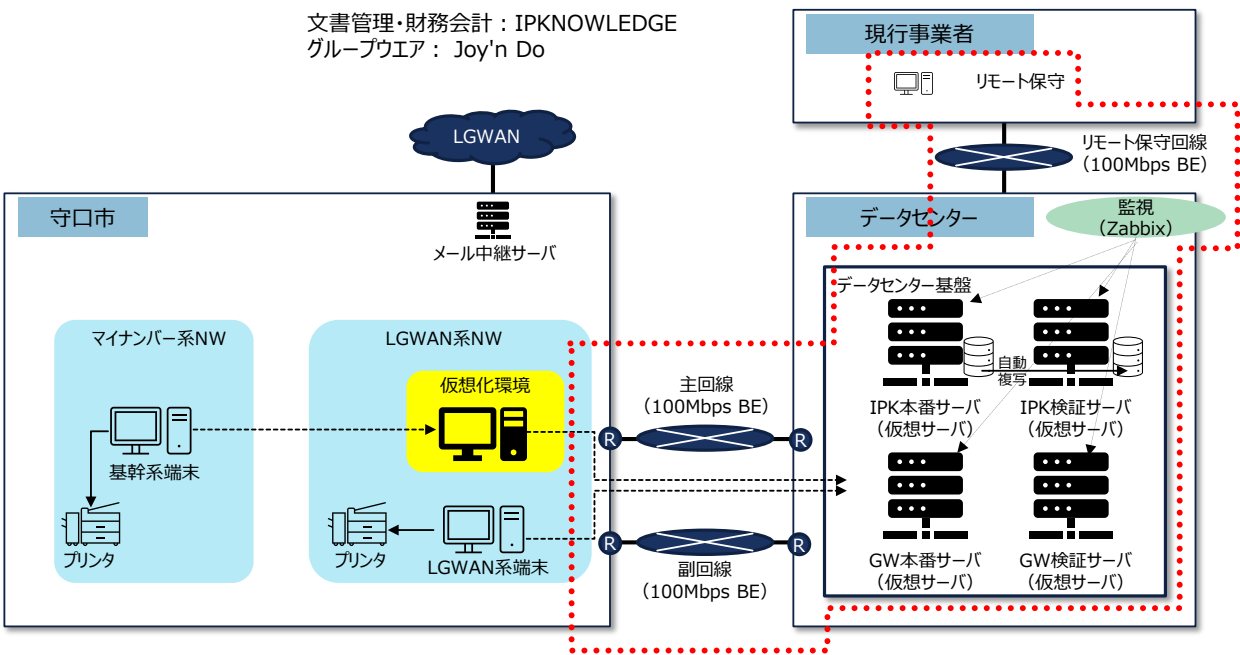 文書管理・財務会計：IPKNOWLEDGE
グループウエア： Joy'n Do
現行事業者
リモート保守
LGWAN
リモート保守回線
（100Mbps BE）
守口市
メール中継サーバ
データセンター
監視
（Zabbix）
データセンター基盤
マイナンバー系NW
LGWAN系NW
仮想化環境
主回線
（100Mbps BE）
自動
複写
IPK本番サーバ
（仮想サーバ）
IPK検証サーバ
（仮想サーバ）
R
R
基幹系端末
プリンタ
プリンタ
LGWAN系端末
R
R
副回線
（100Mbps BE）
GW本番サーバ
（仮想サーバ）
GW検証サーバ
（仮想サーバ）